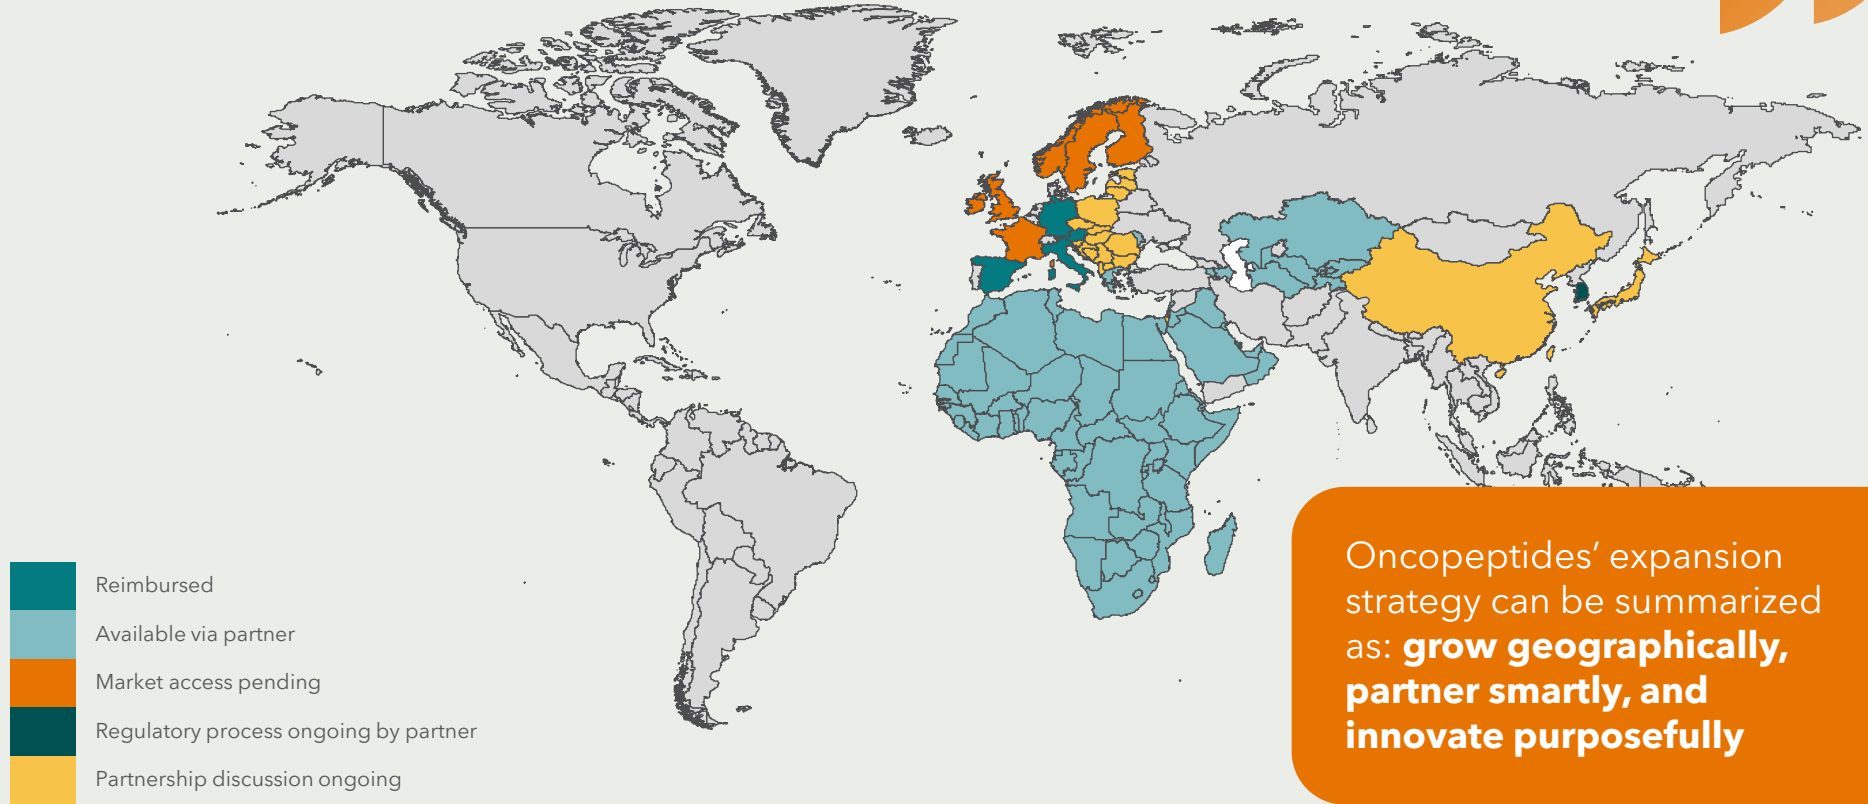 Reimbursed
Available via partner
Market access pending
Regulatory process ongoing by partner
Partnership discussion ongoing
Oncopeptides’ expansion
strategy can be summarized
as: grow geographically,
partner smartly, and
innovate purposefully